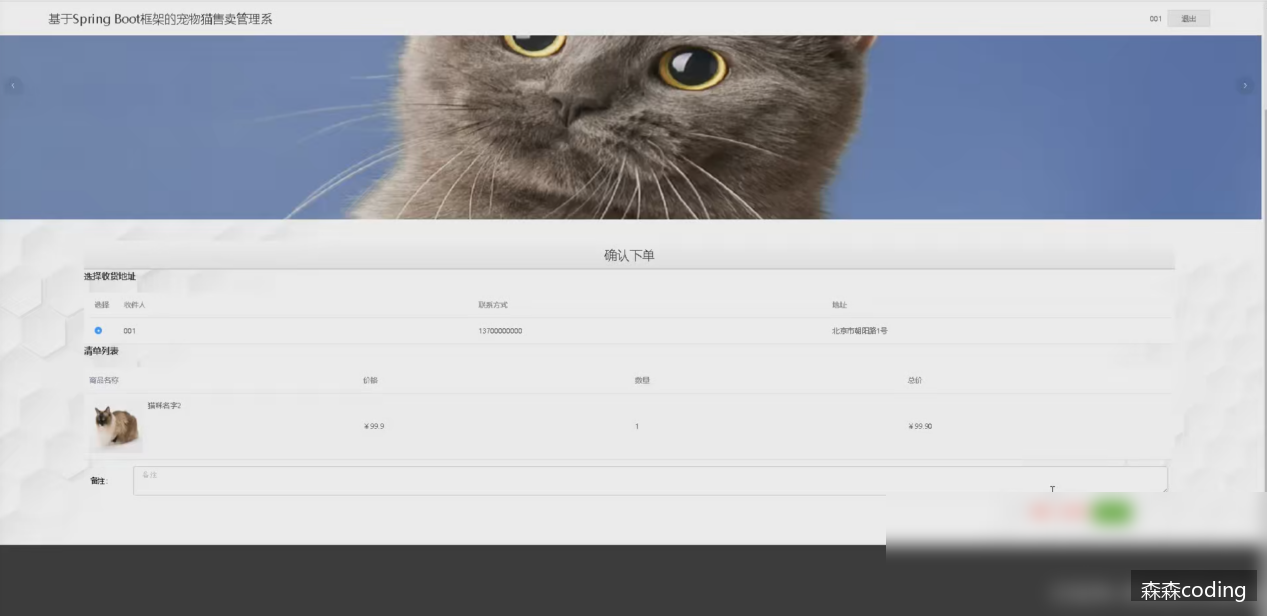 基于Spring Boot框架的宠物猫售卖管理系
001 退出
确认下单
选择收货地址
选择 收件人 联系方式 地址
001 13700000000 北京市朝阳路1号
清单列表
商品名称 价格 数量 总价
猫咪名字2
￥99.9 1 ￥99.90
备注:
备注
森森coding